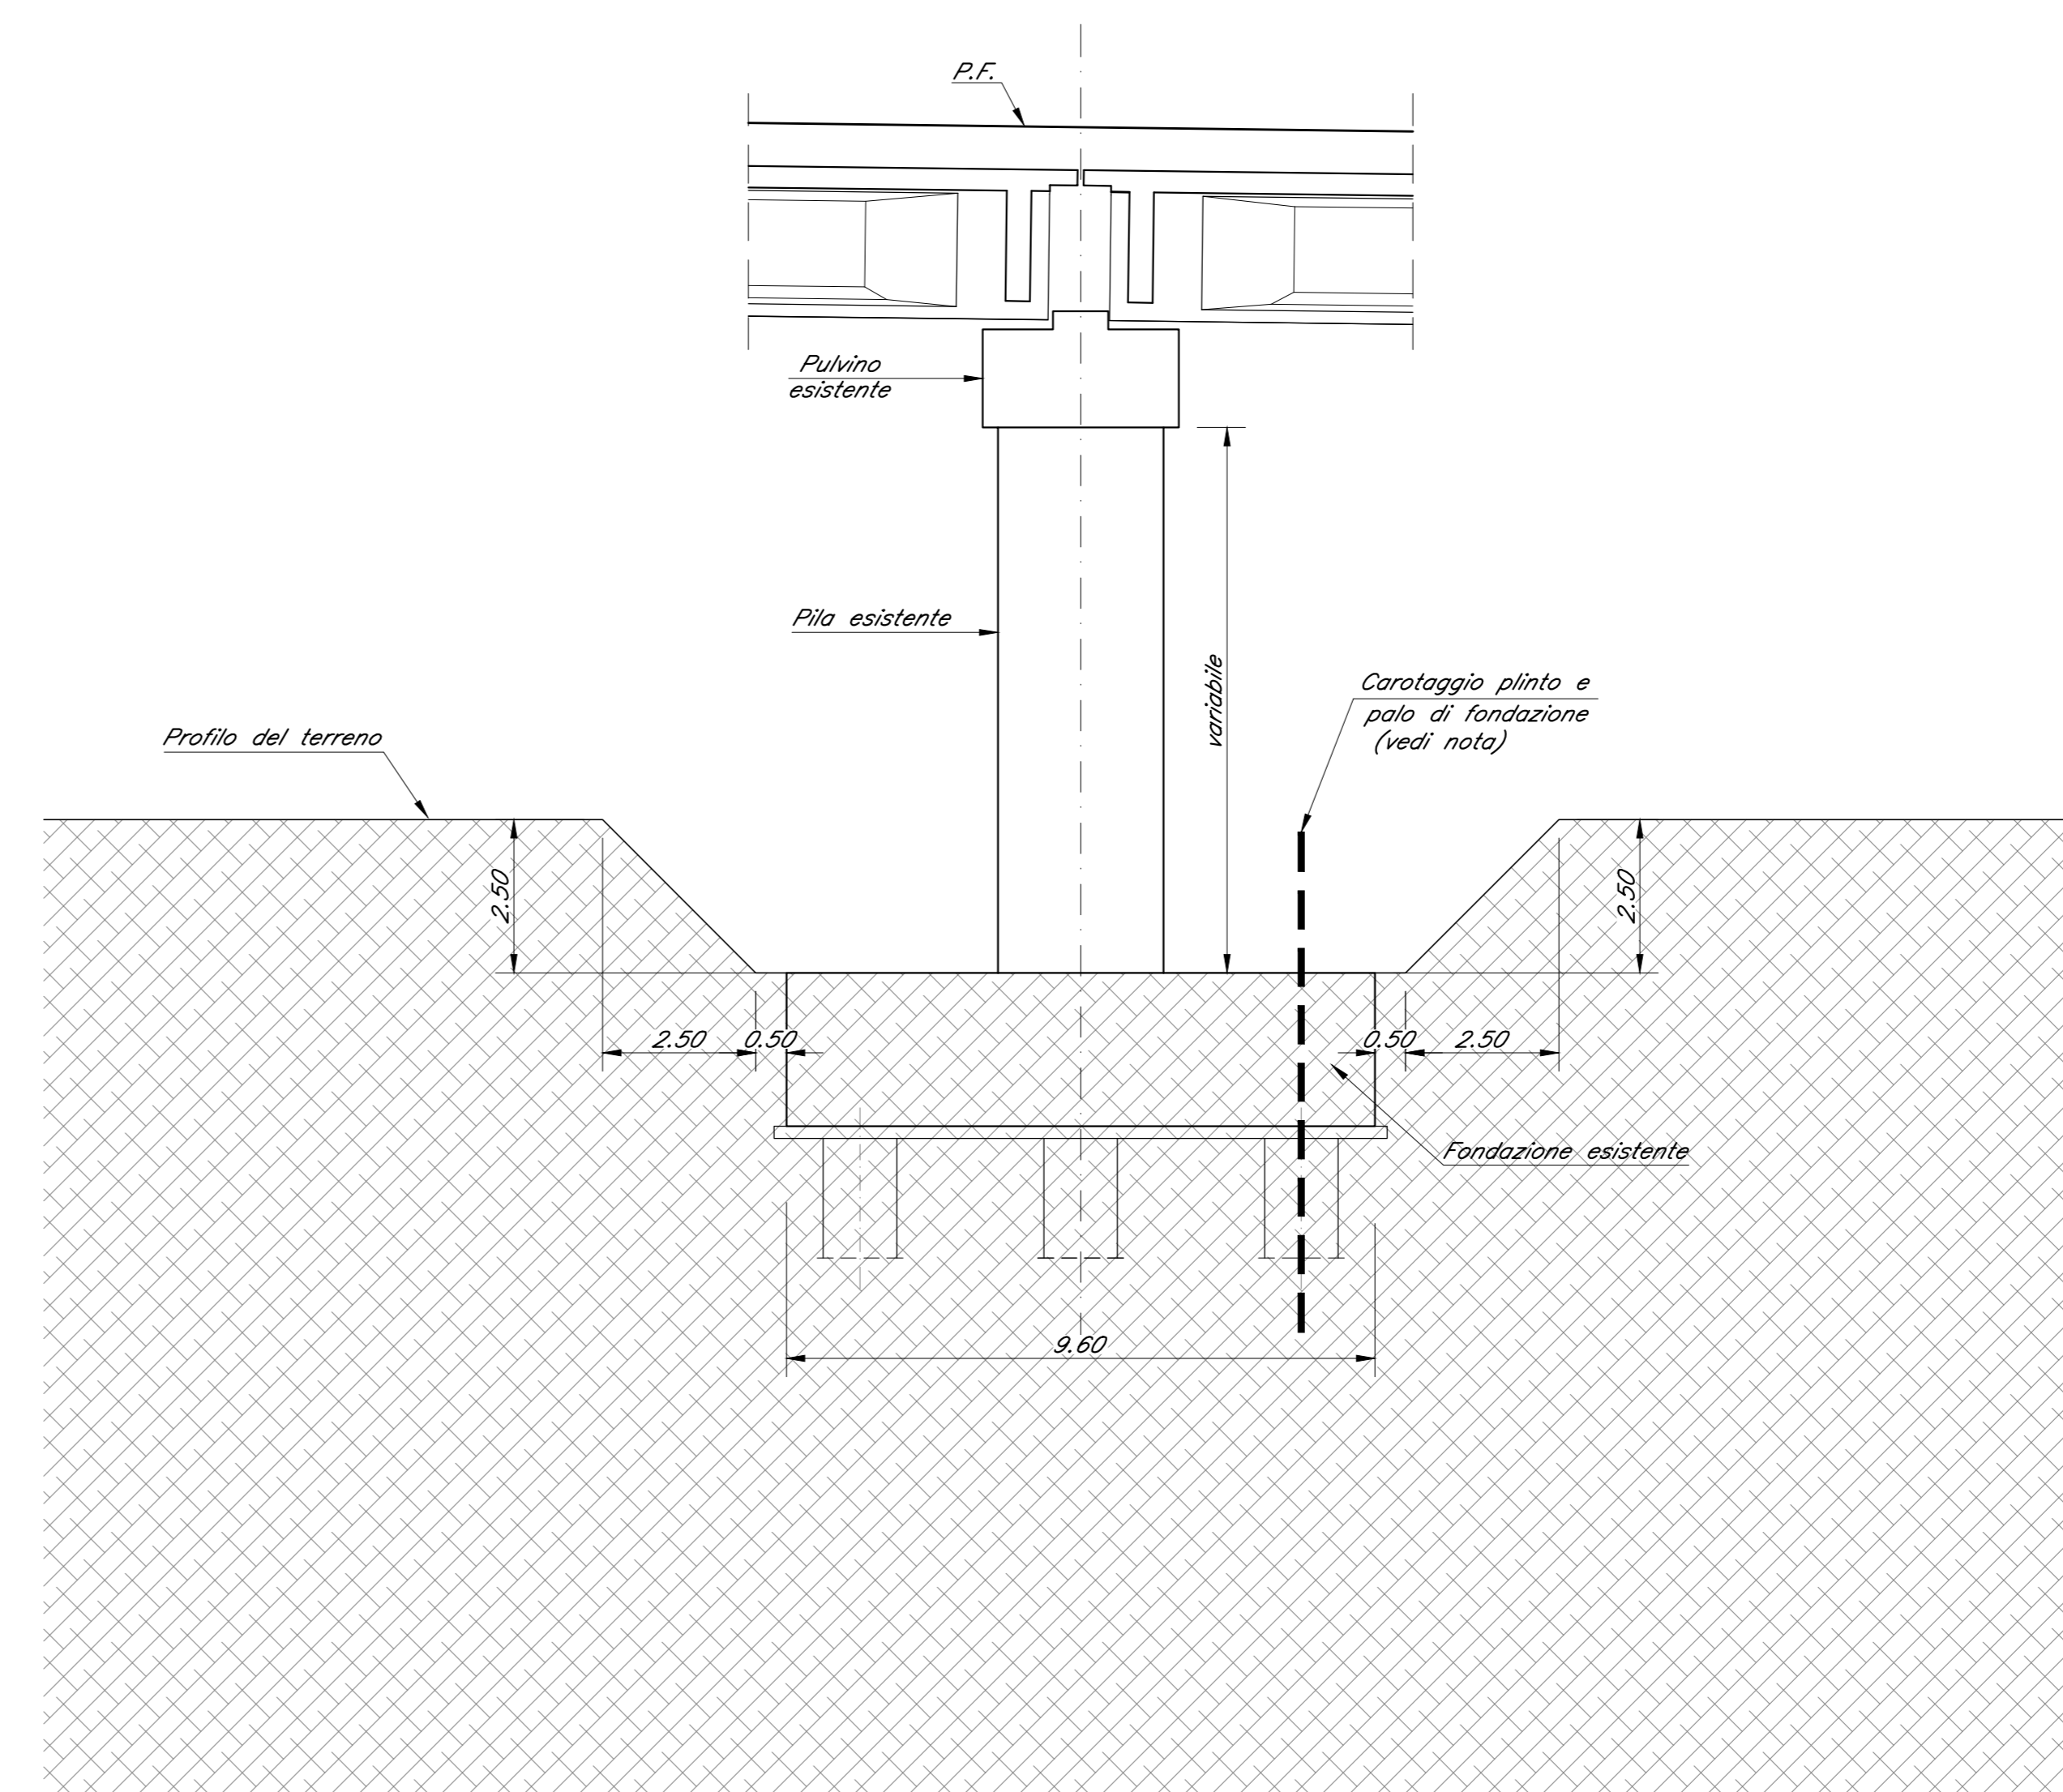 P.F.
Pulvino
esistente
Pila esistente
variabile
Carotaggio plinto e
palo di fondazione
(vedi nota)
Profilo del terreno
2.50
2.50
2.50
0.50
0.50
2.50
Fondazione esistente
9.60